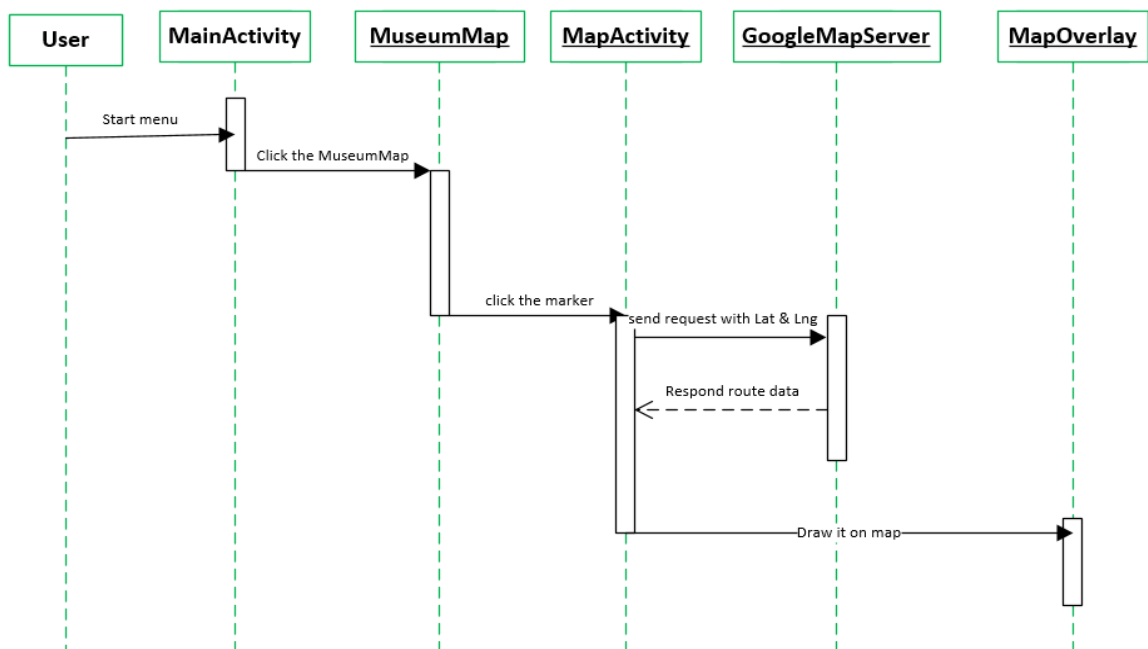 User
MainActivity
MuseumMap
MapActivity
GoogleMapServer
MapOverlay
Start menu
Click the MuseumMap
click the marker
send request with Lat & Lng
Respond route data
Draw it on map